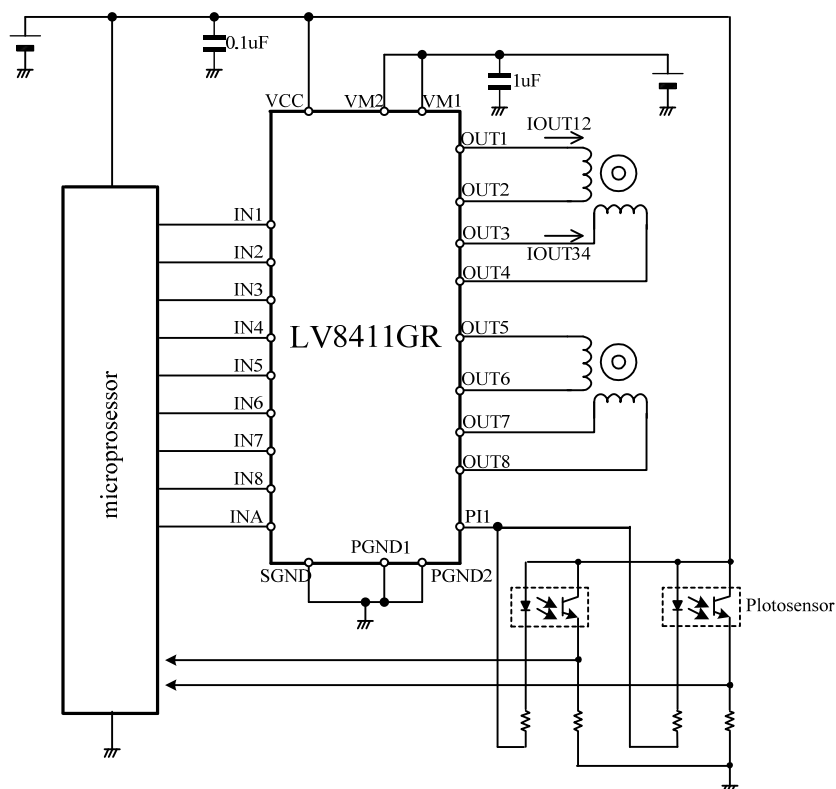 0.1uF
1uF
VCC
VM2
VM1
IOUT12
OUT1
OUT2
OUT3
IOUT34
OUT4
IN1
IN2
IN3
IN4
IN5
IN6
IN7
IN8
INA
LV8411GR
microprosessor
OUT5
OUT6
OUT7
OUT8
PI1
PGND1
SGND
PGND2
Plotosensor